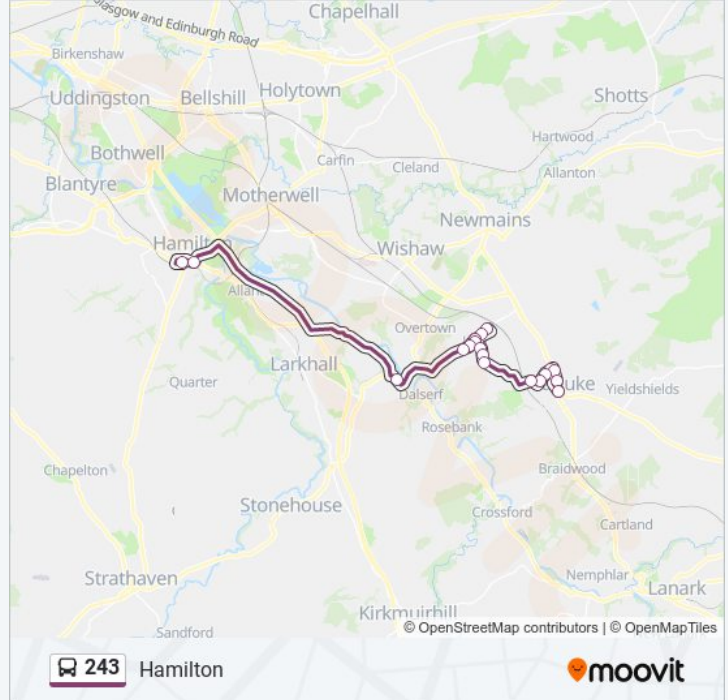 Chapelhall
Glasgow and Edinburgh Road
Birkenshaw
Uddingston
Bellshill
Holytown
Shotts
Hartwood
Bothwell
Carfin
Cleland
Allanton
Blantyre
Motherwell
Newmains
Hamilton
Wishaw
Allan
Overtown
Larkhall
Quarter
Dalserf
luke
Yieldshields
Rosebank
Chapelton
Braidwood
Stonehouse
Crossford
Cartland
Strathaven
Nemphlar
Lanark
Kirkmuirhill
Sandford
© OpenStreetMap contributors | © OpenMapTiles
243 Hamilton
moovit